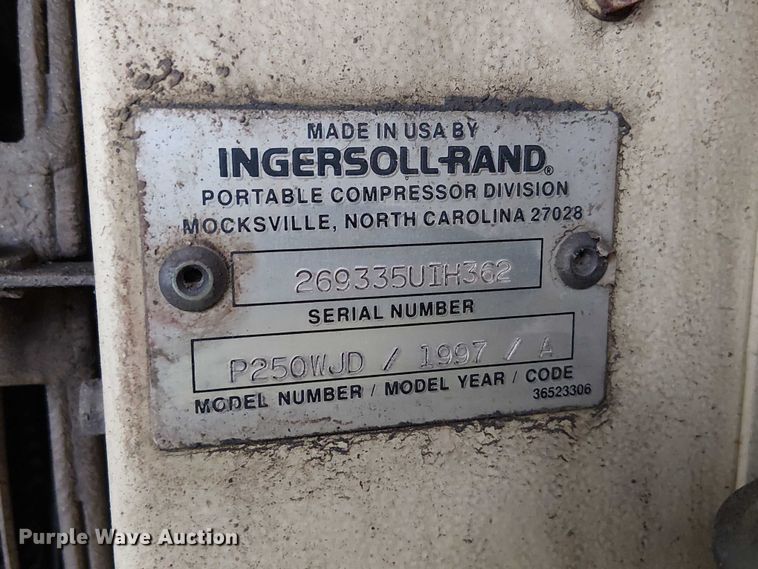 MADE IN USA BY
INGERSOLL-RAND®
PORTABLE COMPRESSOR DIVISION
MOCKSVILLE, NORTH CAROLINA 27028
269335UIH362
SERIAL NUMBER
P250WJD / 1997 / A
MODEL NUMBER / MODEL YEAR / CODE
36523306
Purple Wave Auction